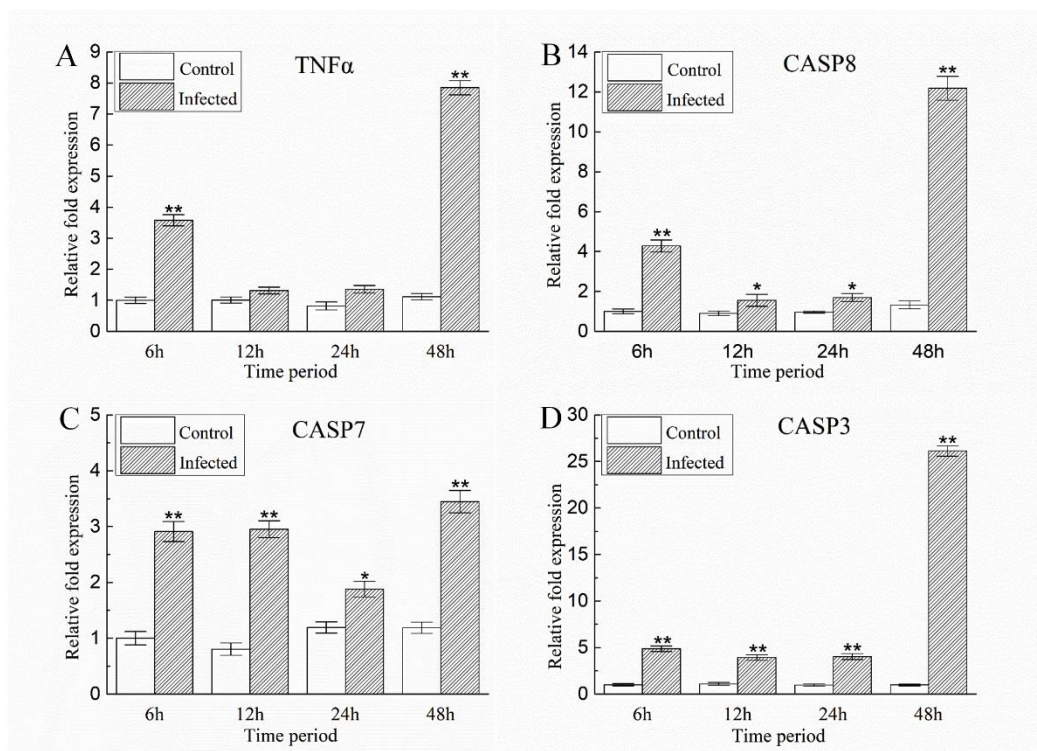 A
TNFα
Control
Infected
Relative fold expression
9
8
7
6
5
4
3
2
1
0
**
**
6h 12h 24h 48h
Time period
B
CASP8
Control
Infected
Relative fold expression
14
12
10
8
6
4
2
0
**
*
*
**
6h 12h 24h 48h
Time period
C
CASP7
Control
Infected
Relative fold expression
5
4
3
2
1
0
**
**
*
**
6h 12h 24h 48h
Time period
D
CASP3
Control
Infected
Relative fold expression
30
25
20
15
10
5
0
**
**
**
**
6h 12h 24h 48h
Time period